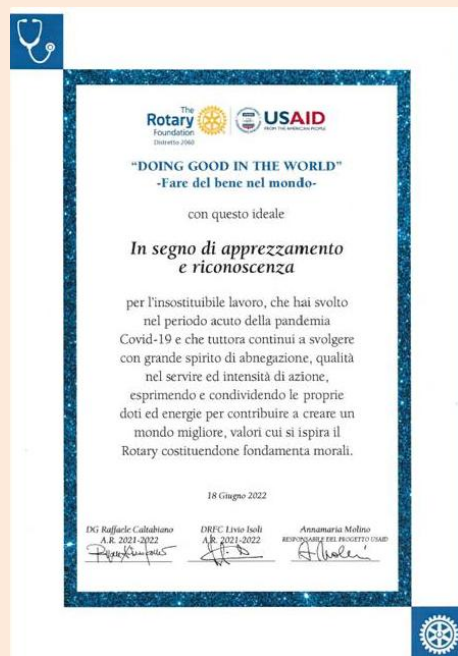 The
Rotary
Foundation
Distretto 2060
USAID
FROM THE AMERICAN PEOPLE
“DOING GOOD IN THE WORLD”
-Fare del bene nel mondo-
con questo ideale
In segno di apprezzamento
e riconoscenza
per l'insostituibile lavoro, che hai svolto
nel periodo acuto della pandemia
Covid-19 e che tuttora continui a svolgere
con grande spirito di abnegazione, qualità
nel servire ed intensità di azione,
esprimendo e condividendo le proprie
doti ed energie per contribuire a creare un
mondo migliore, valori cui si ispira il
Rotary costituendone fondamenta morali.
18 Giugno 2022
DG Raffaele Caltabiano
A.R. 2021-2022
DRFC Livio Isoli
A.R. 2021-2022
Annamaria Molino
RESPONSABILE DEL PROGETTO USAID